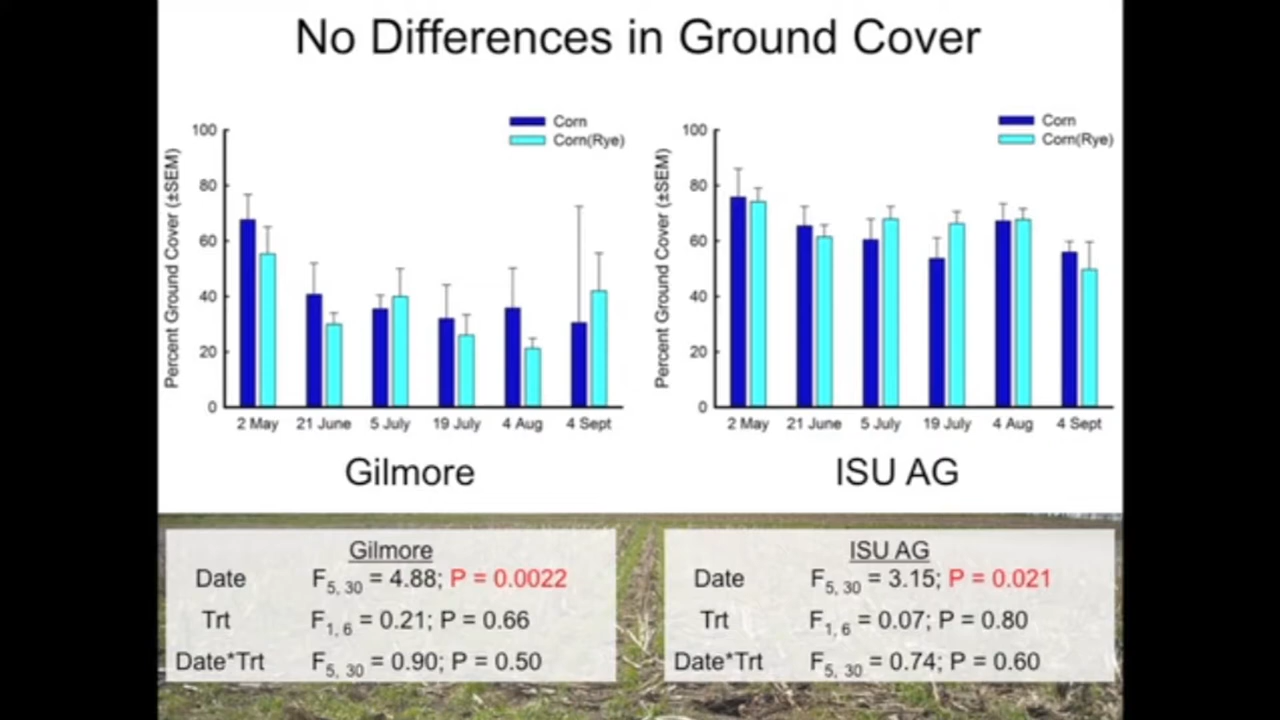 No Differences in Ground Cover
Corn
Corn(Rye)
Percent Ground Cover (±SEM)
100
80
60
40
20
0
2 May 21 June 5 July 19 July 4 Aug 4 Sept
Gilmore
Corn
Corn(Rye)
Percent Ground Cover (±SEM)
100
80
60
40
20
0
2 May 21 June 5 July 19 July 4 Aug 4 Sept
ISU AG
Gilmore
Date F5, 30 = 4.88; P = 0.0022
Trt F1, 6 = 0.21; P = 0.66
Date*Trt F5, 30 = 0.90; P = 0.50
ISU AG
Date F5, 30 = 3.15; P = 0.021
Trt F1, 6 = 0.07; P = 0.80
Date*Trt F5, 30 = 0.74; P = 0.60